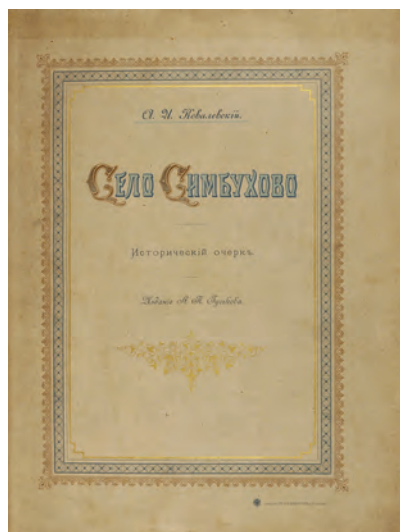 А. И. Ковалевскій.
Село Симбухово
Историческій очеркъ.
Изданіе А. П.